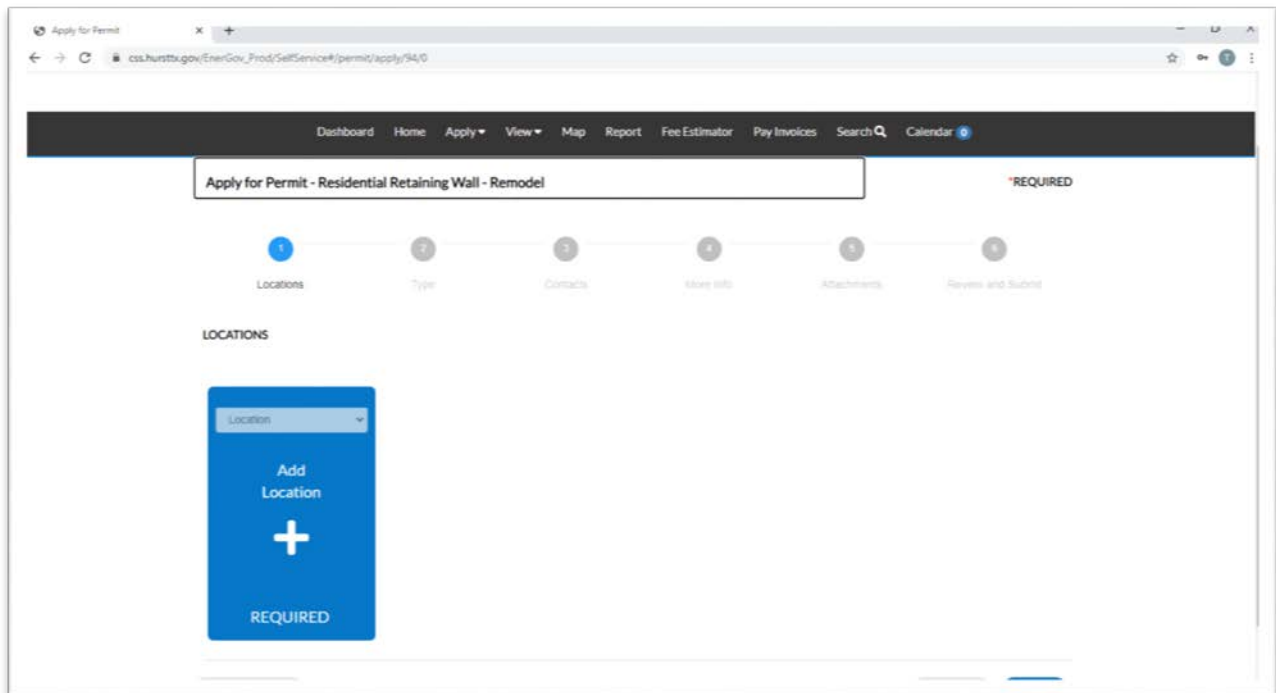 Apply for Permit
css.hursttx.gov/EnerGov_Prod/SelfService#/permit/apply/94/0
T
Dashboard Home Apply View Map Report Fee Estimator Pay Invoices Search Calendar 0
Apply for Permit - Residential Retaining Wall - Remodel
*REQUIRED
1 2 3 4 5 6
Locations Type Contacts More Info Attachments Review and Submit
LOCATIONS
Location
Add
Location
REQUIRED